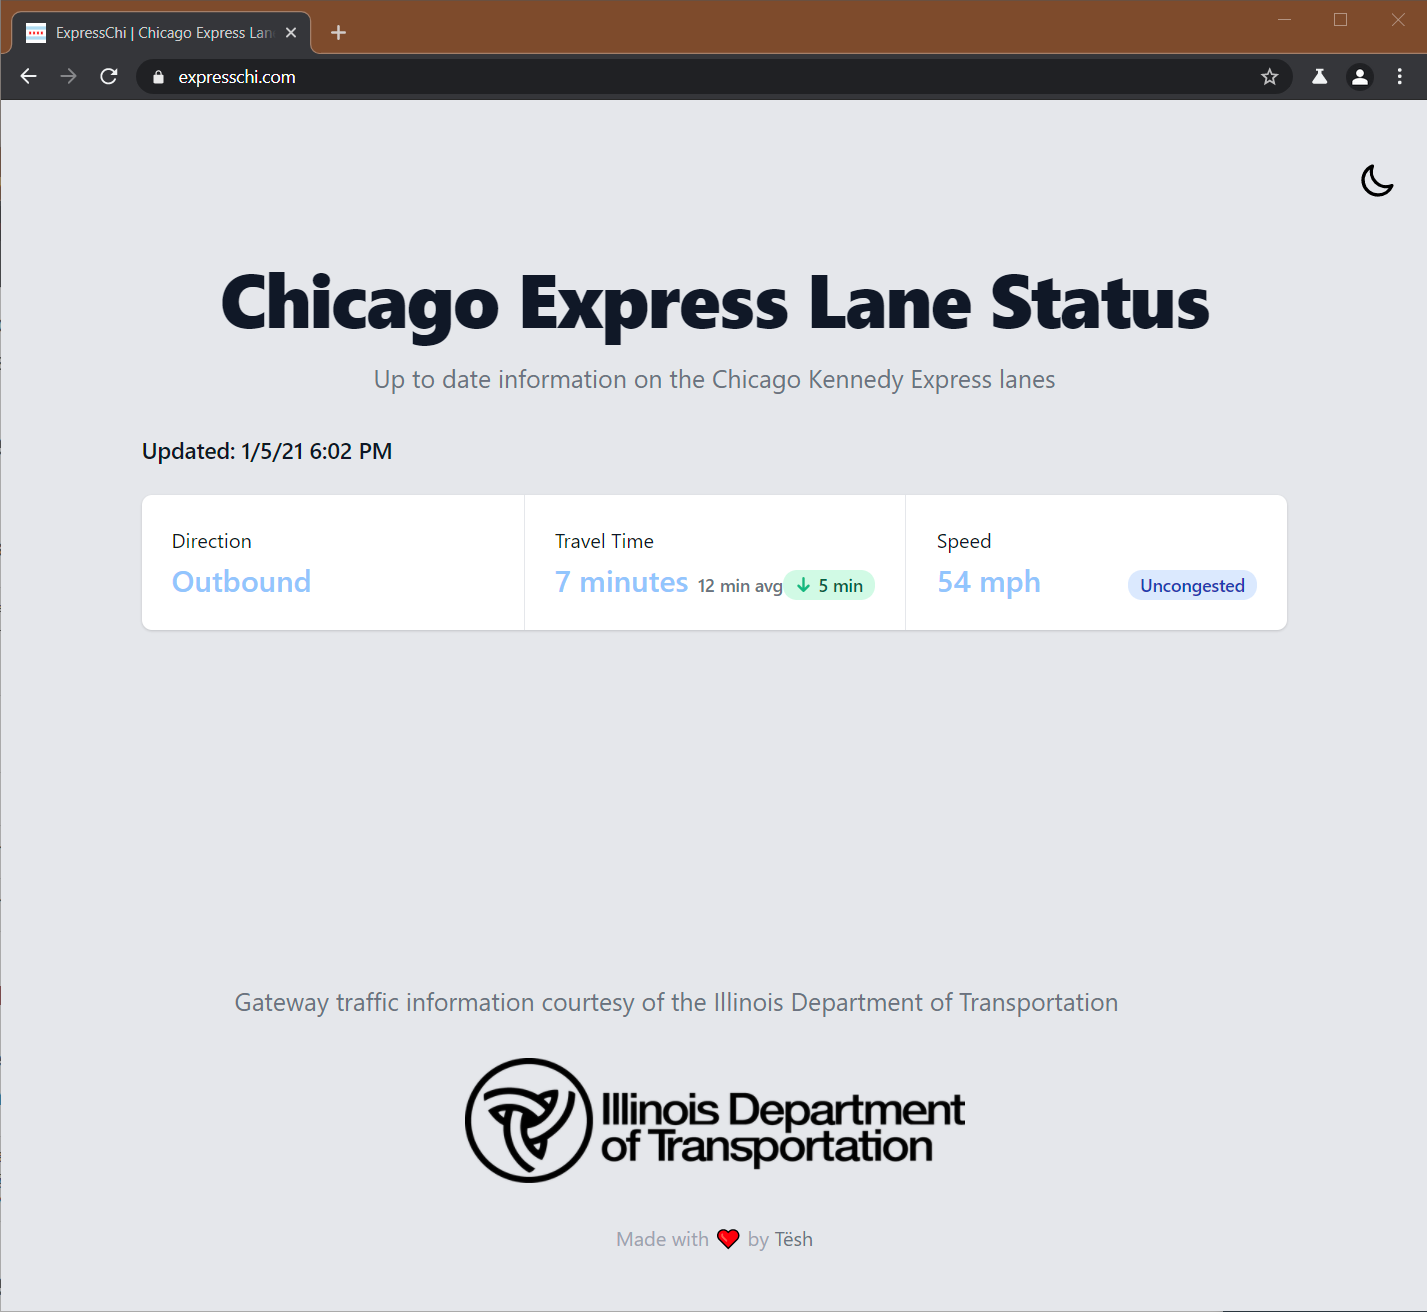 ExpressChi | Chicago Express Lan
expresschi.com
Chicago Express Lane Status
Up to date information on the Chicago Kennedy Express lanes
Updated: 1/5/21 6:02 PM
Direction
Outbound
Travel Time
7 minutes 12 min avg ↓ 5 min
Speed
54 mph Uncongested
Gateway traffic information courtesy of the Illinois Department of Transportation
Illinois Department
of Transportation
Made with ❤ by Tësh